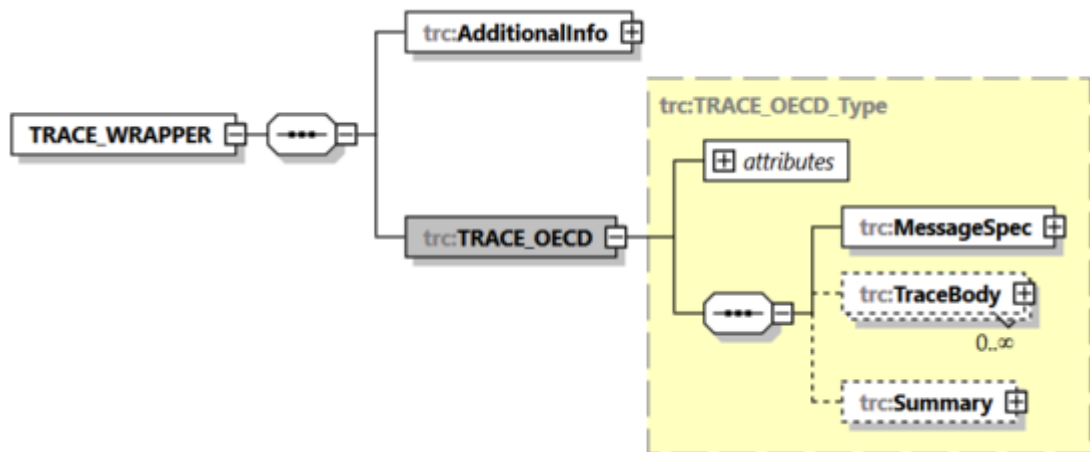 trc:AdditionalInfo
trc:TRACE_OECD_Type
TRACE_WRAPPER
attributes
trc:MessageSpec
trc:TRACE_OECD
trc:TraceBody
0..∞
trc:Summary